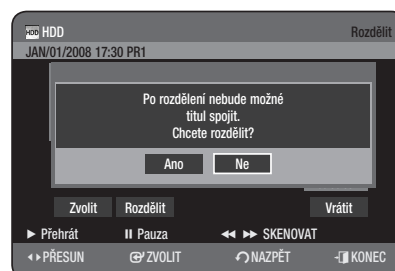 HDD HDD Rozdělit
JAN/01/2008 17:30 PR1
Po rozdělení nebude možné
titul spojit.
Chcete rozdělit?
Ano Ne
Zvolit Rozdělit Vrátit
Přehrát Pauza SKENOVAT
PŘESUN ZVOLIT NAZPĚT KONEC